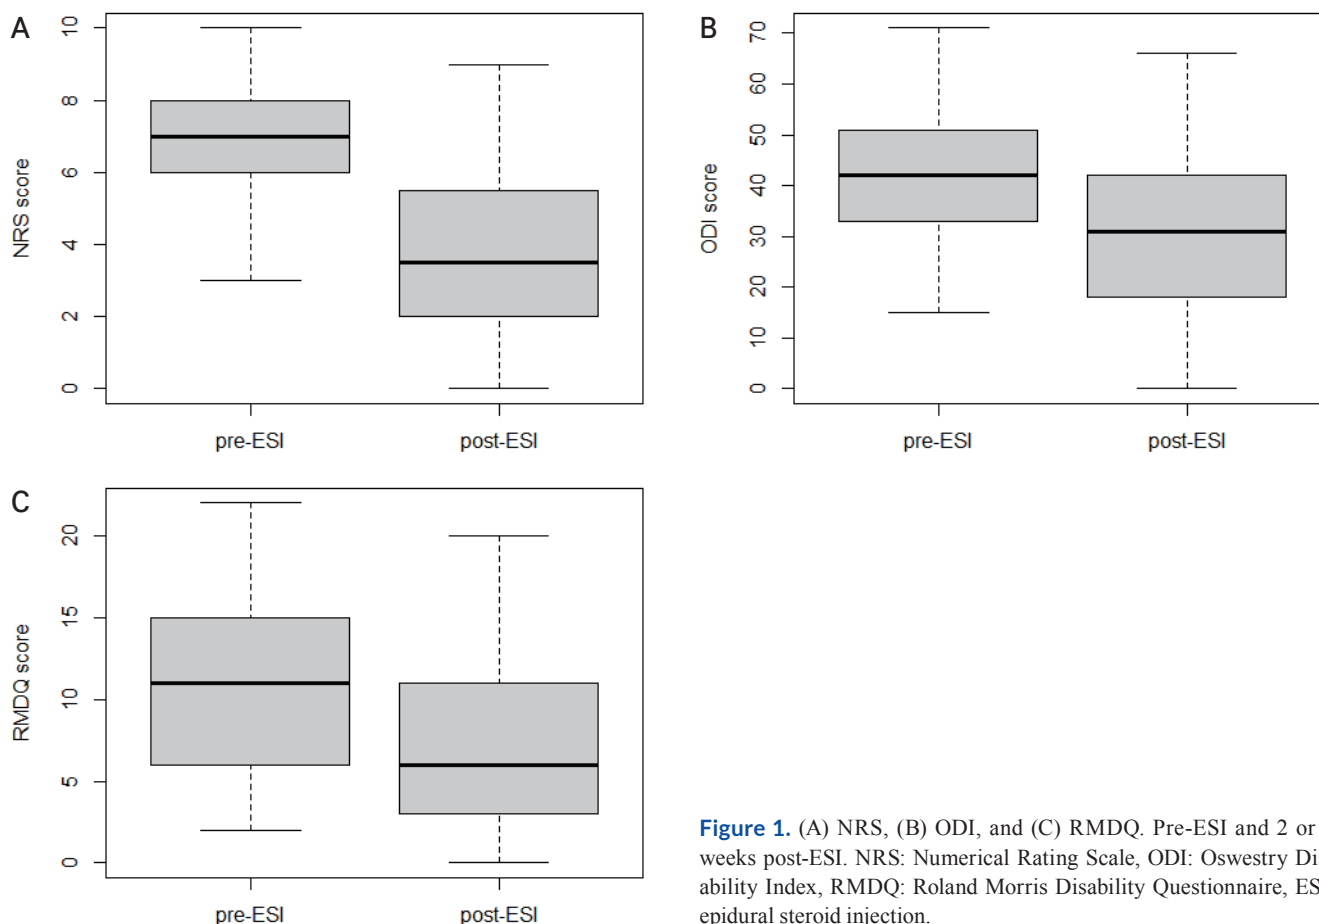 A
NRS score
10
8
6
4
2
0
pre-ESI post-ESI
B
ODI score
70
60
50
40
30
20
10
0
pre-ESI post-ESI
C
RMDQ score
20
15
10
5
0
pre-ESI post-ESI
Figure 1. (A) NRS, (B) ODI, and (C) RMDQ. Pre-ESI and 2 or
weeks post-ESI. NRS: Numerical Rating Scale, ODI: Oswestry Dis
ability Index, RMDQ: Roland Morris Disability Questionnaire, ES
epidural steroid injection.